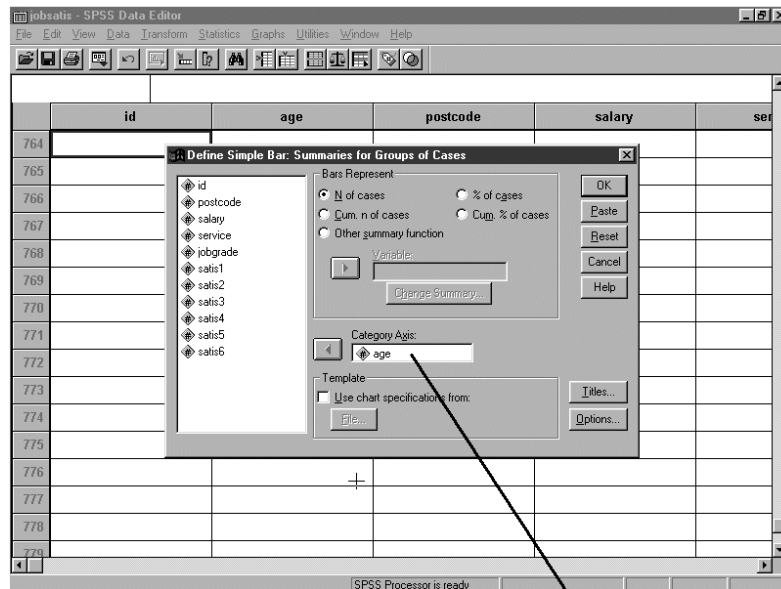 jobsatis - SPSS Data Editor
File Edit View Data Transform Statistics Graphs Utilities Window Help
id age postcode salary ser
764
765
766
767
768
769
770
771
772
773
774
775
776
777
778
779
Define Simple Bar: Summaries for Groups of Cases
id
postcode
salary
service
jobgrade
satis1
satis2
satis3
satis4
satis5
satis6
Bars Represent
N of cases % of cases
Cum. n of cases Cum. % of cases
Other summary function
Variable:
Change Summary...
Category Axis:
age
Template
Use chart specifications from:
File...
OK
Paste
Reset
Cancel
Help
Titles...
Options...
SPSS Processor is ready